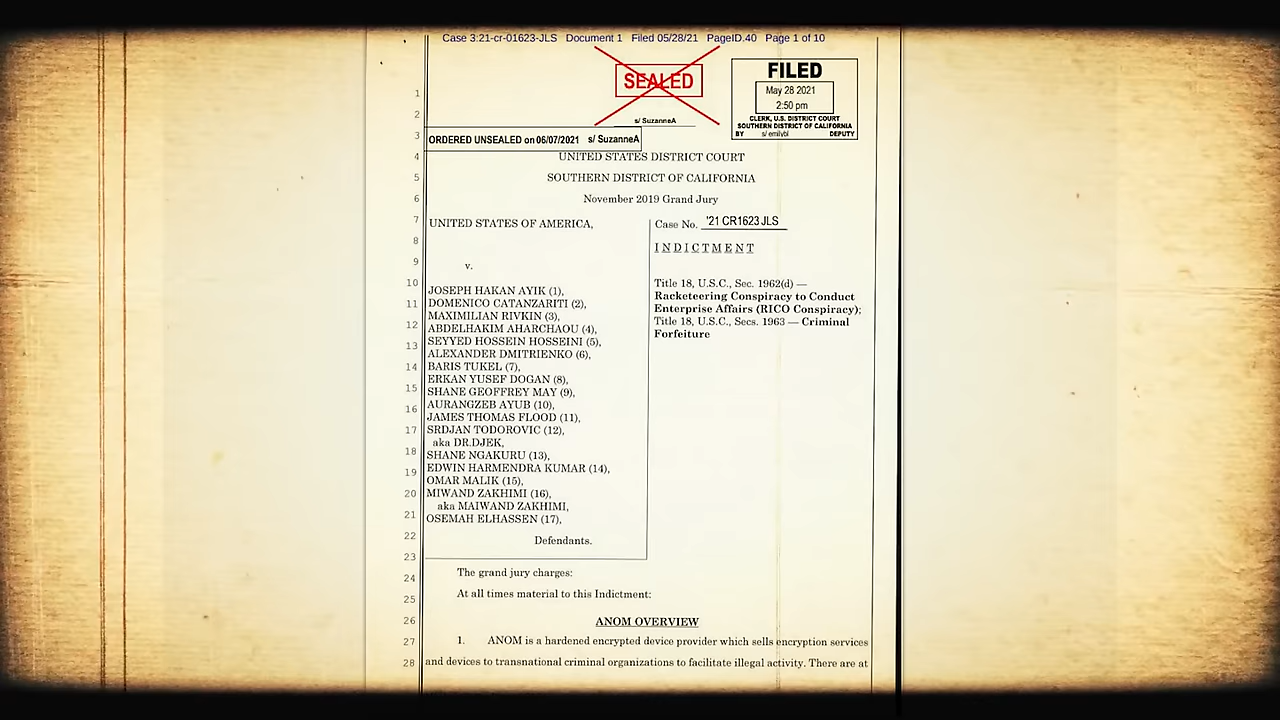 Case 3:21-cr-01623-JLS Document 1 Filed 05/28/21 PageID.40 Page 1 of 10
SEALED
s/ SuzanneA
FILED
May 28 2021
2:50 pm
CLERK, U.S. DISTRICT COURT
SOUTHERN DISTRICT OF CALIFORNIA
BY s/ emilybl DEPUTY
1
2
3
ORDERED UNSEALED on 06/07/2021 s/ SuzanneA
4
UNITED STATES DISTRICT COURT
5
SOUTHERN DISTRICT OF CALIFORNIA
6
November 2019 Grand Jury
7
UNITED STATES OF AMERICA,
8
9
v.
10
JOSEPH HAKAN AYIK (1),
11
DOMENICO CATANZARITI (2),
MAXIMILIAN RIVKIN (3),
12
ABDELHAKIM AHARCHAOU (4),
13
SEYYED HOSSEIN HOSSEINI (5),
ALEXANDER DMITRIENKO (6),
14
BARIS TUKEL (7),
ERKAN YUSEF DOGAN (8),
15
SHANE GEOFFREY MAY (9),
16
AURANGZEB AYUB (10),
JAMES THOMAS FLOOD (11),
17
SRDJAN TODOROVIC (12),
aka DR.DJEK,
18
SHANE NGAKURU (13),
19
EDWIN HARMENDRA KUMAR (14),
OMAR MALIK (15),
20
MIWAND ZAKHIMI (16),
aka MAIWAND ZAKHIMI,
21
OSEMAH ELHASSEN (17),
22
Defendants.
23
Case No. '21 CR1623 JLS
INDICTMENT
Title 18, U.S.C., Sec. 1962(d) —
Racketeering Conspiracy to Conduct
Enterprise Affairs (RICO Conspiracy);
Title 18, U.S.C., Secs. 1963 — Criminal
Forfeiture
The grand jury charges:
24
At all times material to this Indictment:
25
26
ANOM OVERVIEW
27
1. ANOM is a hardened encrypted device provider which sells encryption services
28
and devices to transnational criminal organizations to facilitate illegal activity. There are at